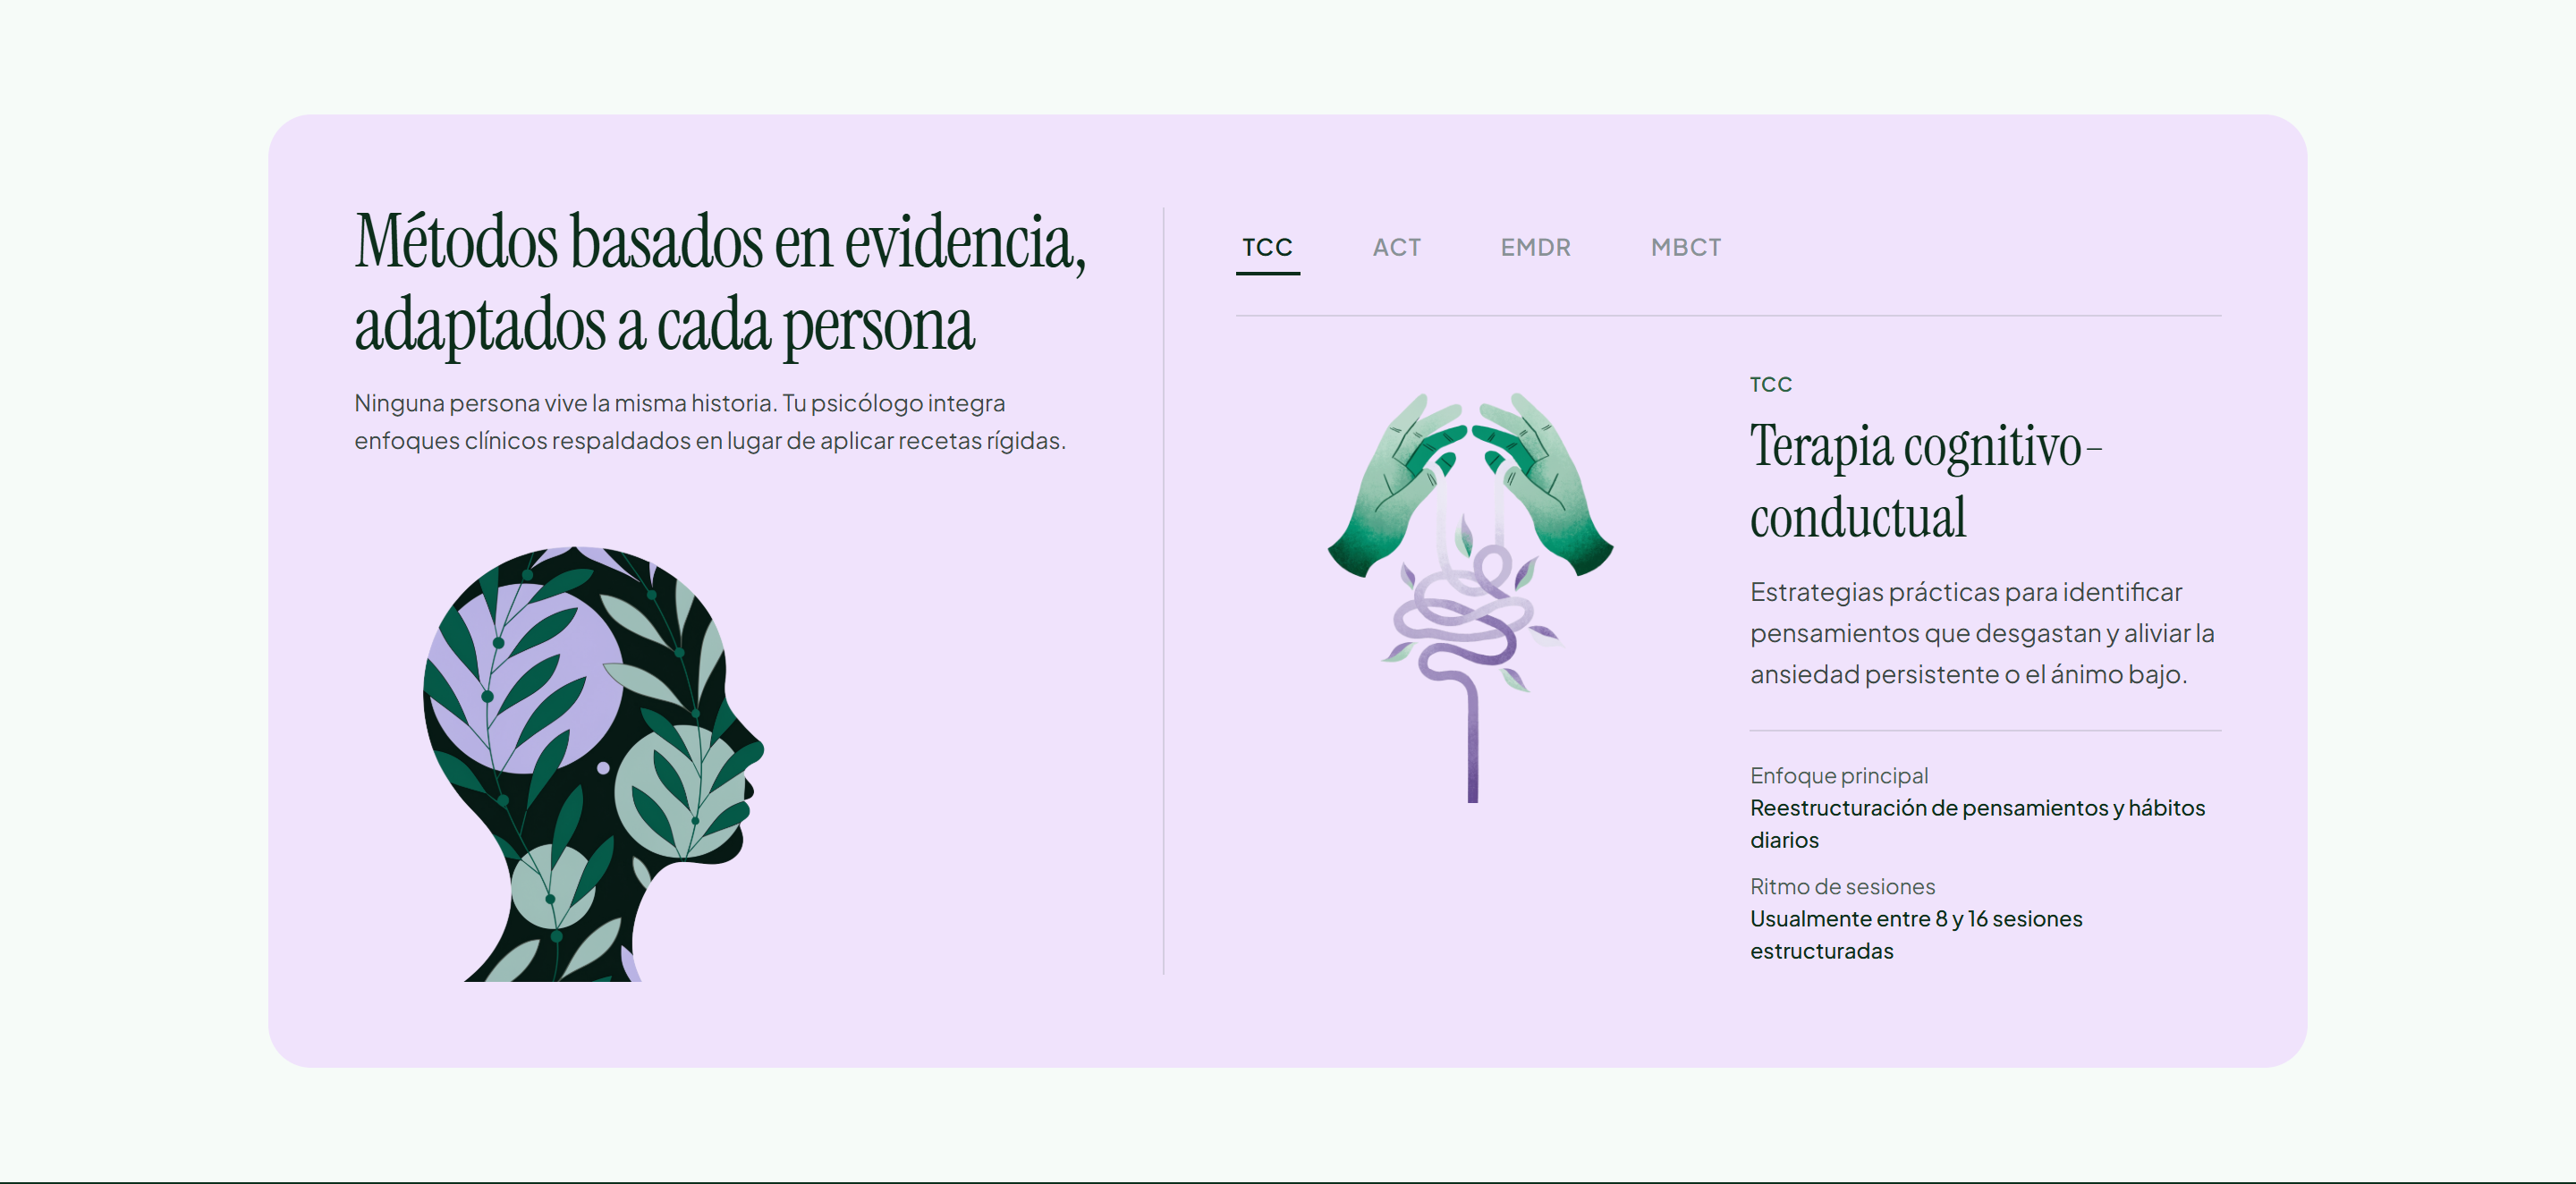 Métodos basados en evidencia,
adaptados a cada persona
Ninguna persona vive la misma historia. Tu psicólogo integra
enfoques clínicos respaldados en lugar de aplicar recetas rígidas.
TCC ACT EMDR MBCT
TCC
Terapia cognitivo-
conductual
Estrategias prácticas para identificar
pensamientos que desgastan y aliviar la
ansiedad persistente o el ánimo bajo.
Enfoque principal
Reestructuración de pensamientos y hábitos
diarios
Ritmo de sesiones
Usualmente entre 8 y 16 sesiones
estructuradas